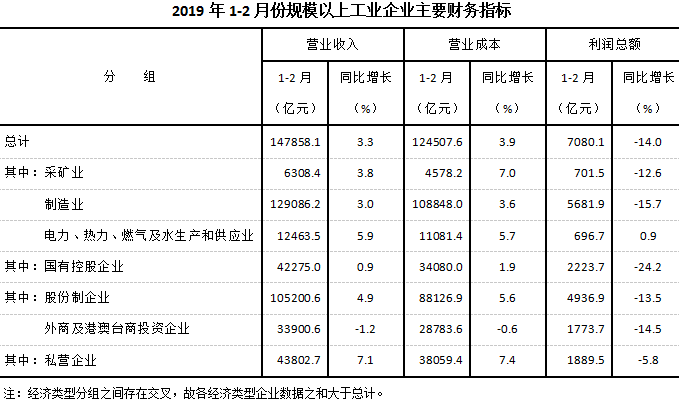 2019 年 1-2 月份规模以上工业企业主要财务指标
分 组 营业收入 营业成本 利润总额
1-2 月 同比增长 1-2 月 同比增长 1-2 月 同比增长
（亿元） （%） （亿元） （%） （亿元） （%）
总计 147858.1 3.3 124507.6 3.9 7080.1 -14.0
其中：采矿业 6308.4 3.8 4578.2 7.0 701.5 -12.6
制造业 129086.2 3.0 108848.0 3.6 5681.9 -15.7
电力、热力、燃气及水生产和供应业 12463.5 5.9 11081.4 5.7 696.7 0.9
其中：国有控股企业 42275.0 0.9 34080.0 1.9 2223.7 -24.2
其中：股份制企业 105200.6 4.9 88126.9 5.6 4936.9 -13.5
外商及港澳台商投资企业 33900.6 -1.2 28783.6 -0.6 1773.7 -14.5
其中：私营企业 43802.7 7.1 38059.4 7.4 1889.5 -5.8
注：经济类型分组之间存在交叉，故各经济类型企业数据之和大于总计。